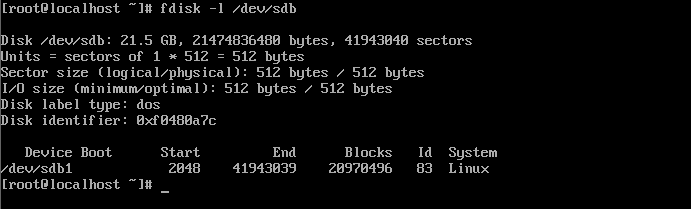 [root@localhost ~]# fdisk -l /dev/sdb
Disk /dev/sdb: 21.5 GB, 21474836480 bytes, 41943040 sectors
Units = sectors of 1 * 512 = 512 bytes
Sector size (logical/physical): 512 bytes / 512 bytes
I/O size (minimum/optimal): 512 bytes / 512 bytes
Disk label type: dos
Disk identifier: 0xf0480a7c
Device Boot Start End Blocks Id System
/dev/sdb1 2048 41943039 20970496 83 Linux
[root@localhost ~]# _